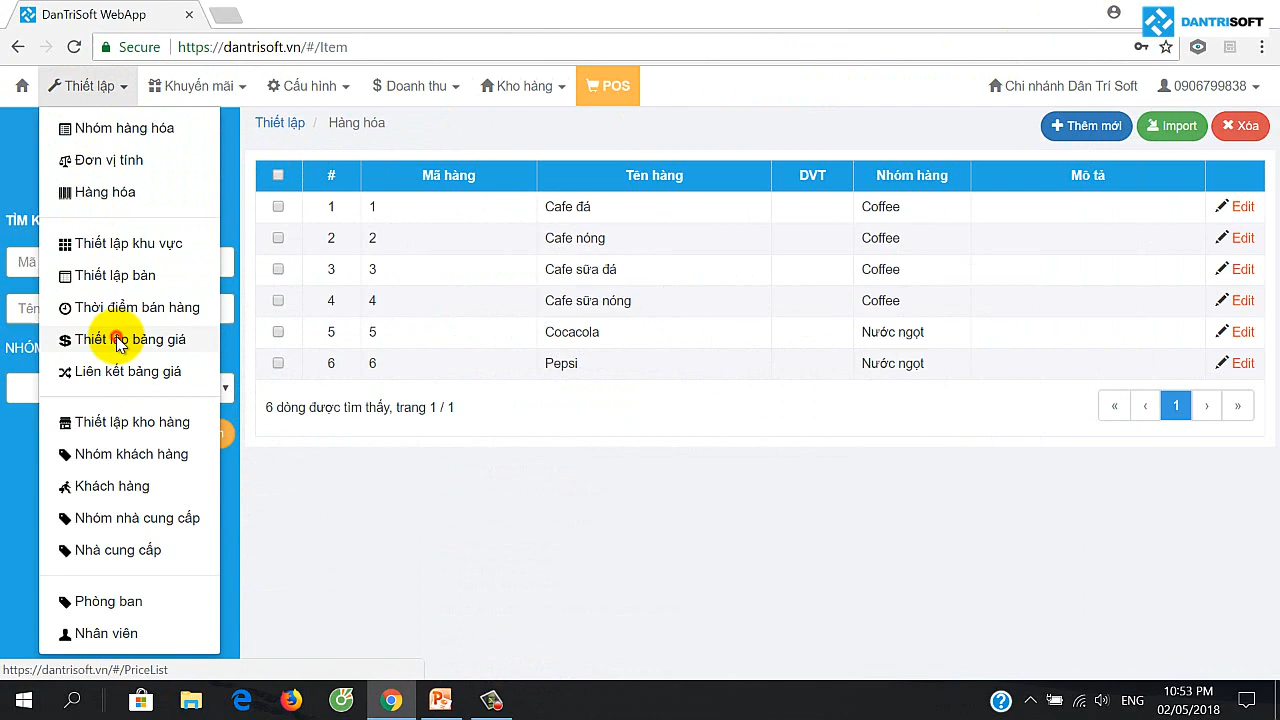 DanTriSoft WebApp
DANTRISOFT
Secure https://dantrisoft.vn/#/Item
Thiết lập Khuyến mãi Cấu hình $ Doanh thu Kho hàng POS Chi nhánh Dân Trí Soft 0906799838
Nhóm hàng hóa
Đơn vị tính
Hàng hóa
Thiết lập khu vực
Thiết lập bàn
Thời điểm bán hàng
Thiết lập bảng giá
Liên kết bảng giá
Thiết lập kho hàng
Nhóm khách hàng
Khách hàng
Nhóm nhà cung cấp
Nhà cung cấp
Phòng ban
Nhân viên
TÌM K
Mã
Tên
NHÓM
Thiết lập / Hàng hóa
Thêm mới Import Xóa
# Mã hàng Tên hàng DVT Nhóm hàng Mô tả
1 1 Cafe đá Coffee Edit
2 2 Cafe nóng Coffee Edit
3 3 Cafe sữa đá Coffee Edit
4 4 Cafe sữa nóng Coffee Edit
5 5 Cocacola Nước ngọt Edit
6 6 Pepsi Nước ngọt Edit
6 dòng được tìm thấy, trang 1 / 1
« ‹ 1 › »
https://dantrisoft.vn/#/PriceList
ENG
10:53 PM
02/05/2018